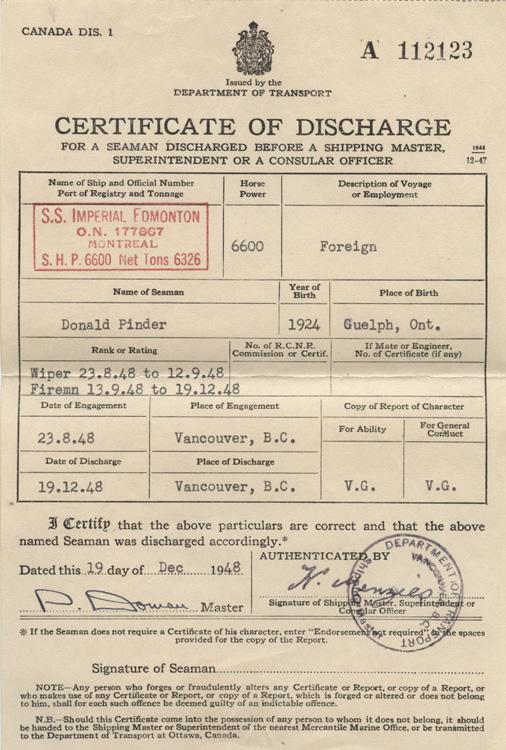 CANADA DIS. 1
A 112123
Issued by the
DEPARTMENT OF TRANSPORT
CERTIFICATE OF DISCHARGE
FOR A SEAMAN DISCHARGED BEFORE A SHIPPING MASTER,
SUPERINTENDENT OR A CONSULAR OFFICER
1644
12-47
Name of Ship and Official Number
Port of Registry and Tonnage
Horse
Power
Description of Voyage
or Employment
S.S. IMPERIAL EDMONTON
O.N. 177867
MONTREAL
S.H.P. 6600 Net Tons 6326
6600
Foreign
Name of Seaman
Year of
Birth
Place of Birth
Donald Pinder
1924
Guelph, Ont.
Rank or Rating
No. of R.C.N.R.
Commission or Certif.
If Mate or Engineer,
No. of Certificate (if any)
Wiper 23.8.48 to 12.9.48
Firemn 13.9.48 to 19.12.48
Date of Engagement
Place of Engagement
Copy of Report of Character
23.8.48
Vancouver, B.C.
For Ability
For General
Conduct
Date of Discharge
Place of Discharge
19.12.48
Vancouver, B.C.
V.G.
V.G.
I Certify that the above particulars are correct and that the above
named Seaman was discharged accordingly.*
Dated this 19 day of Dec 1948
AUTHENTICATED BY
Master
Signature of Shipping Master, Superintendent or
Consular Officer
DEPARTMENT OF TRANSPORT
VANCOUVER, B.C.
* If the Seaman does not require a Certificate of his character, enter "Endorsement not required", in the spaces
provided for the copy of the Report.
Signature of Seaman
NOTE—Any person who forges or fraudulently alters any Certificate or Report, or copy of a Report, or
who makes use of any Certificate or Report, or copy of a Report, which is forged or altered or does not belong
to him, shall for each such offence be deemed guilty of an indictable offence.
N.B.—Should this Certificate come into the possession of any person to whom it does not belong, it should
be handed to the Shipping Master or Superintendent of the nearest Mercantile Marine Office, or be transmitted
to the Department of Transport at Ottawa, Canada.